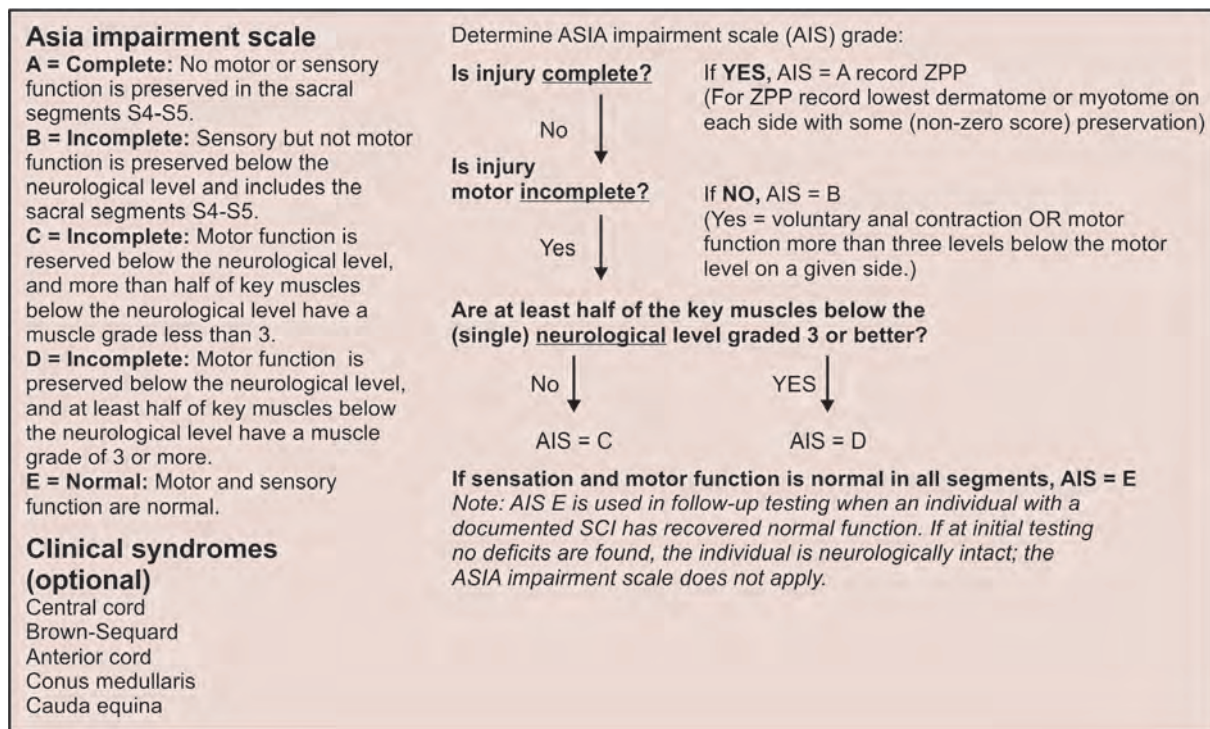 Asia impairment scale
A = Complete: No motor or sensory
function is preserved in the sacral
segments S4-S5.
B = Incomplete: Sensory but not motor
function is preserved below the
neurological level and includes the
sacral segments S4-S5.
C = Incomplete: Motor function is
reserved below the neurological level,
and more than half of key muscles
below the neurological level have a
muscle grade less than 3.
D = Incomplete: Motor function is
preserved below the neurological level,
and at least half of key muscles below
the neurological level have a muscle
grade of 3 or more.
E = Normal: Motor and sensory
function are normal.
Clinical syndromes
(optional)
Central cord
Brown-Sequard
Anterior cord
Conus medullaris
Cauda equina
Determine ASIA impairment scale (AIS) grade:
Is injury complete?
If YES, AIS = A record ZPP
(For ZPP record lowest dermatome or myotome on
each side with some (non-zero score) preservation)
No
Is injury
motor incomplete?
If NO, AIS = B
(Yes = voluntary anal contraction OR motor
function more than three levels below the motor
level on a given side.)
Yes
Are at least half of the key muscles below the
(single) neurological level graded 3 or better?
No
YES
AIS = C
AIS = D
If sensation and motor function is normal in all segments, AIS = E
Note: AIS E is used in follow-up testing when an individual with a
documented SCI has recovered normal function. If at initial testing
no deficits are found, the individual is neurologically intact; the
ASIA impairment scale does not apply.